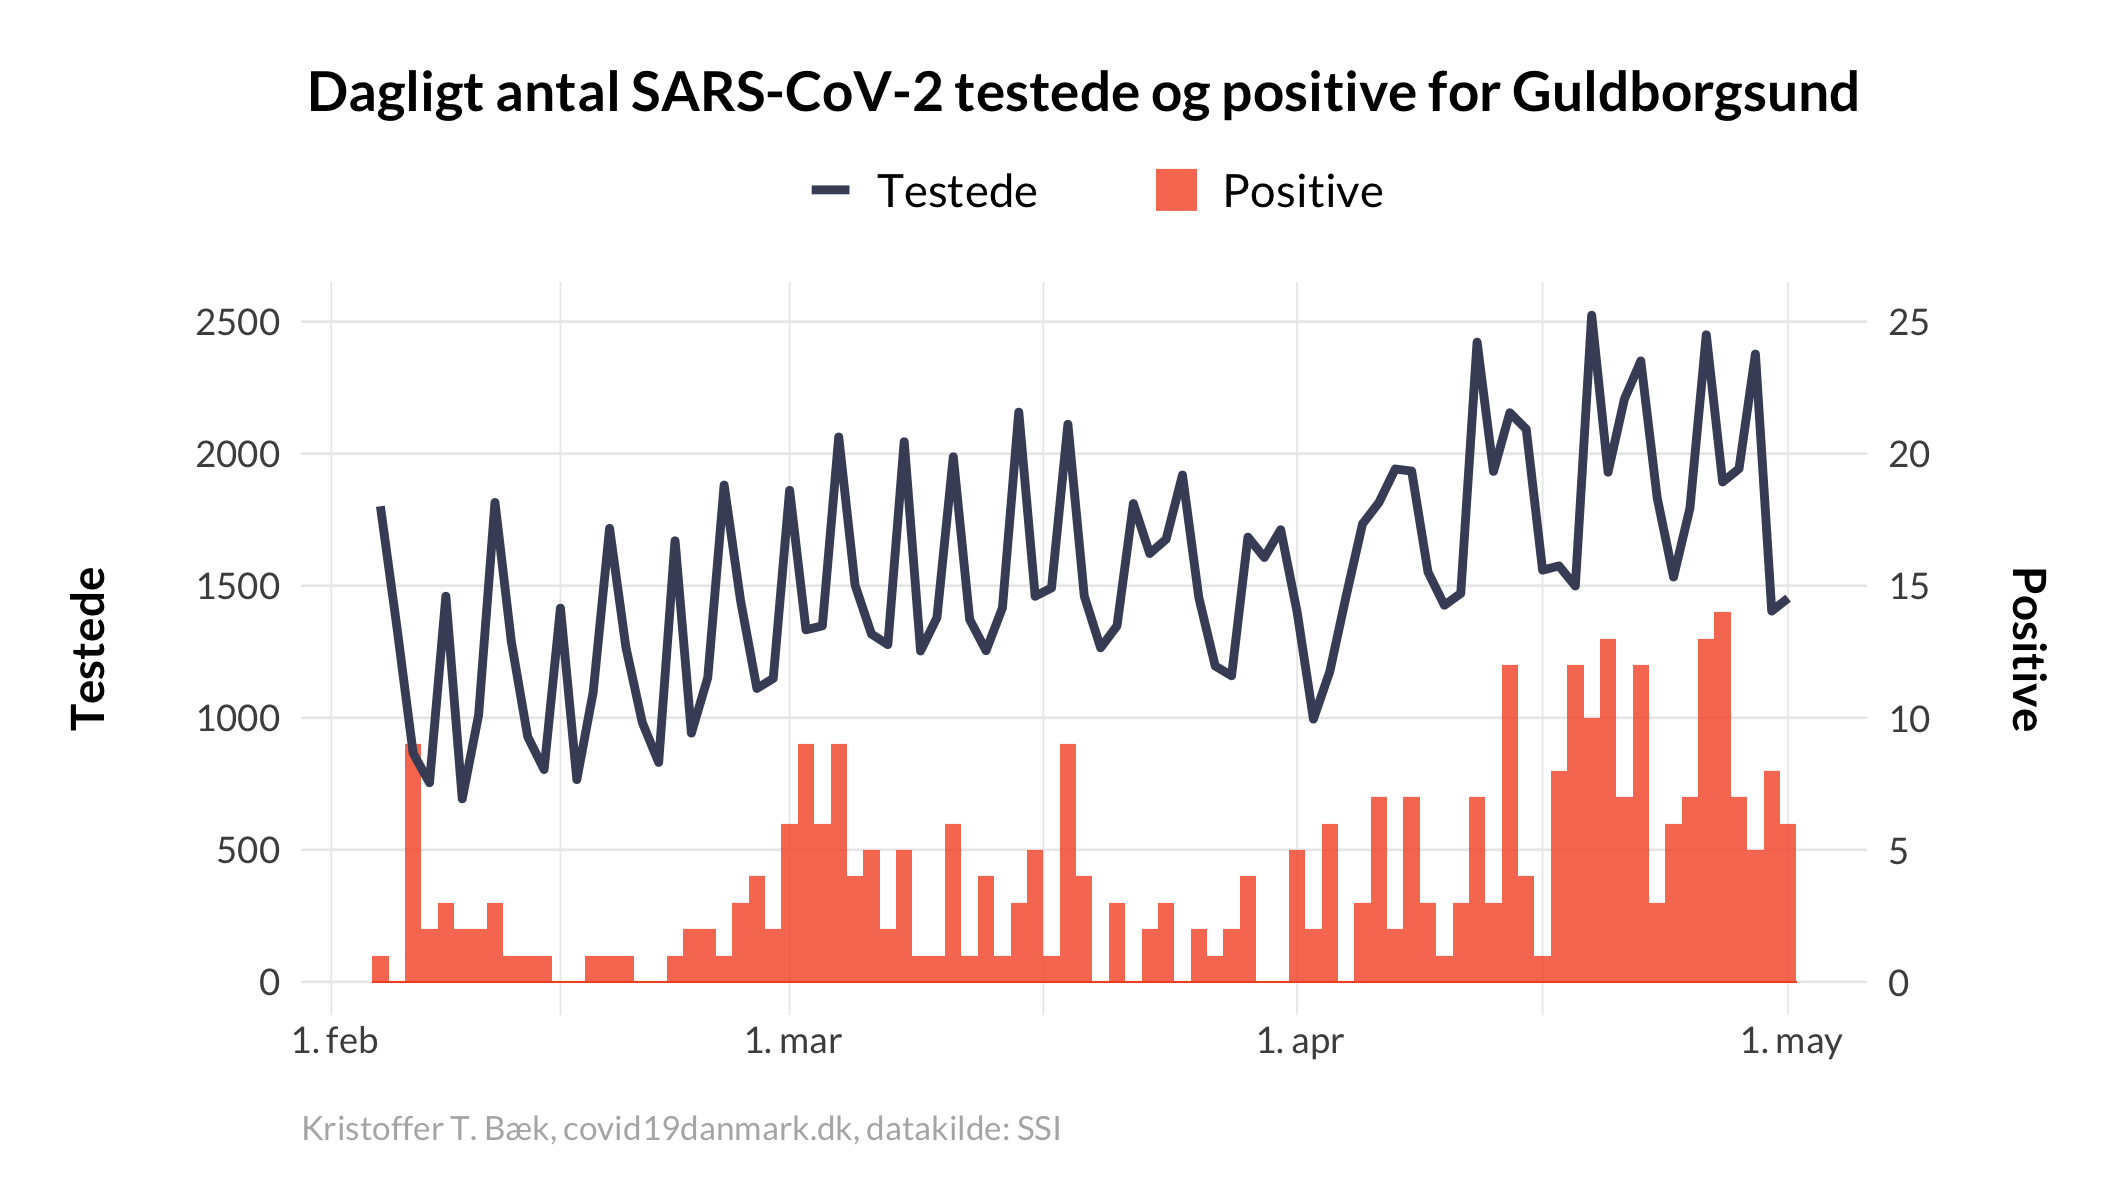 Dagligt antal SARS-CoV-2 testede og positive for Guldborgsund
Testede
Positive
2500
2000
1500
1000
500
0
Testede
25
20
15
10
5
0
Positive
1. feb
1. mar
1. apr
1. may
Kristoffer T. Bæk, covid19danmark.dk, datakilde: SSI